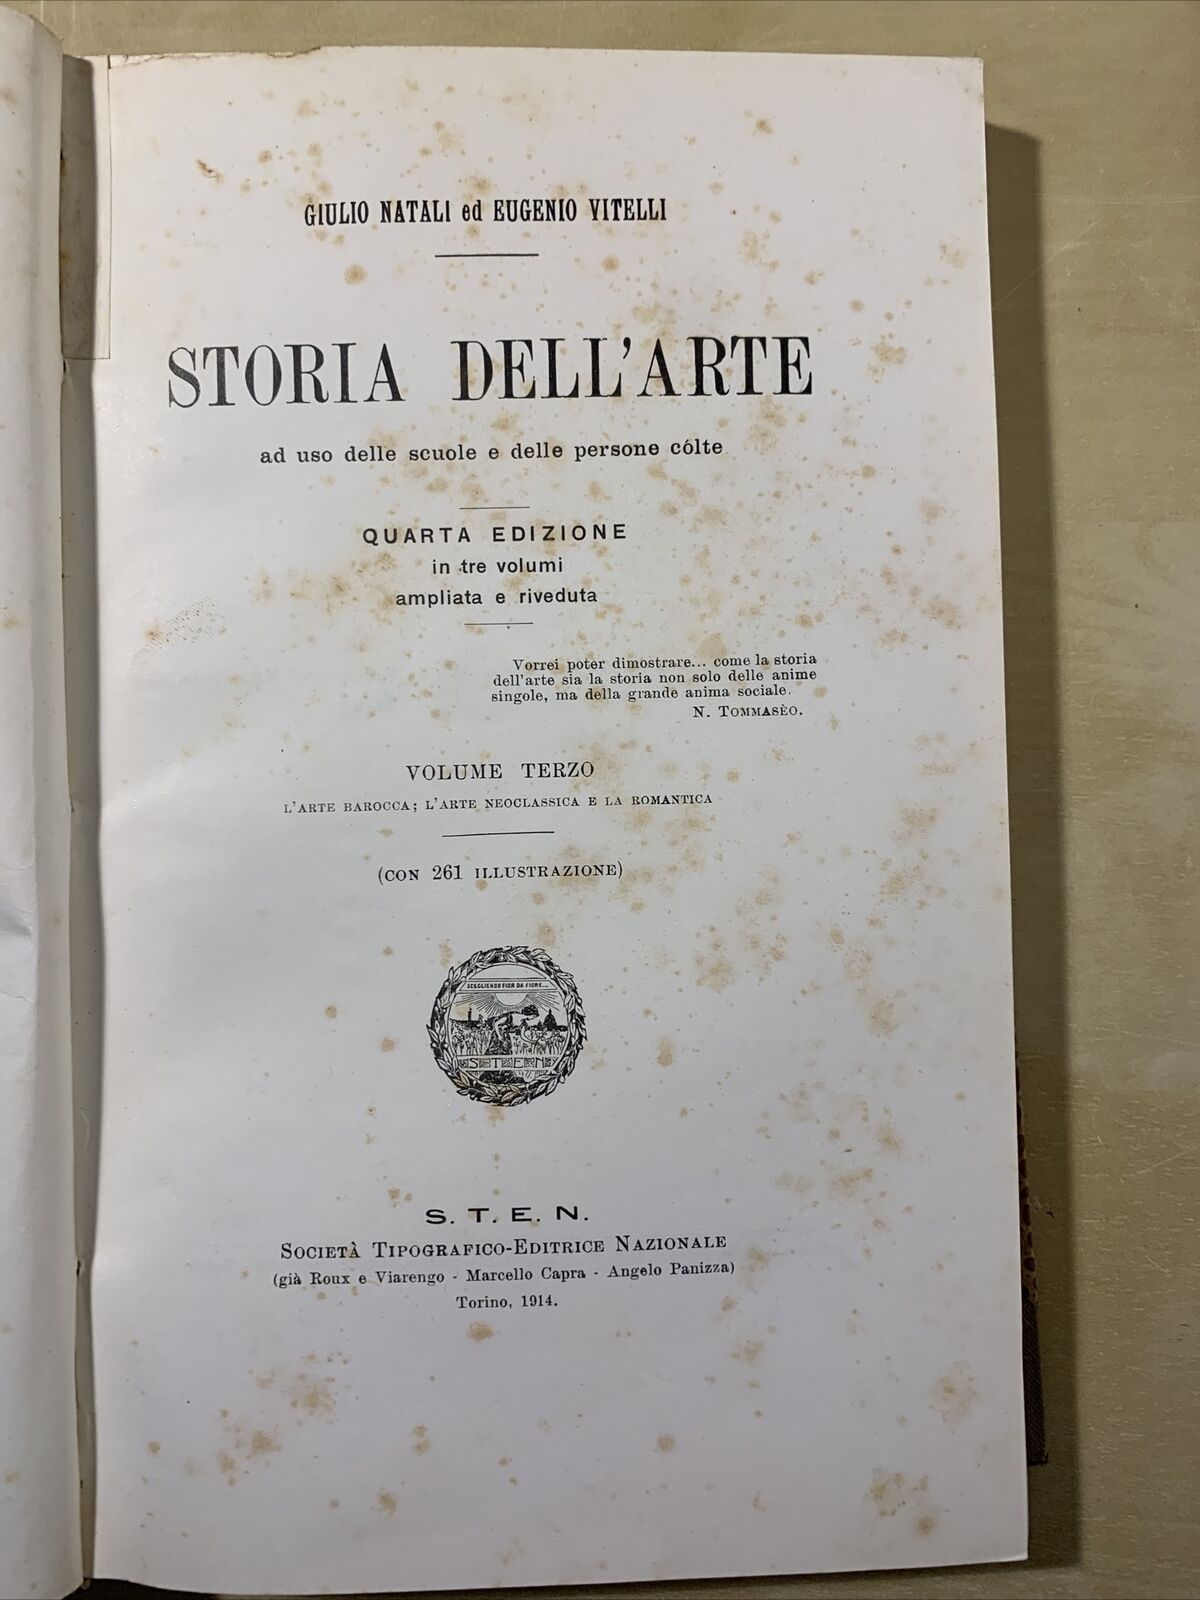 GIULIO NATALI ed EUGENIO VITELLI
STORIA DELL'ARTE
ad uso delle scuole e delle persone cólte
QUARTA EDIZIONE
in tre volumi
ampliata e riveduta
Vorrei poter dimostrare... come la storia
dell'arte sia la storia non solo delle anime
singole, ma della grande anima sociale.
N. TOMMASÈO.
VOLUME TERZO
L'ARTE BAROCCA; L'ARTE NEOCLASSICA E LA ROMANTICA
(CON 261 ILLUSTRAZIONE)
SCEGLIENDO FIOR DA FIORE...
S·T·E·N
S. T. E. N.
SOCIETÀ TIPOGRAFICO-EDITRICE NAZIONALE
(già Roux e Viarengo - Marcello Capra - Angelo Panizza)
Torino, 1914.